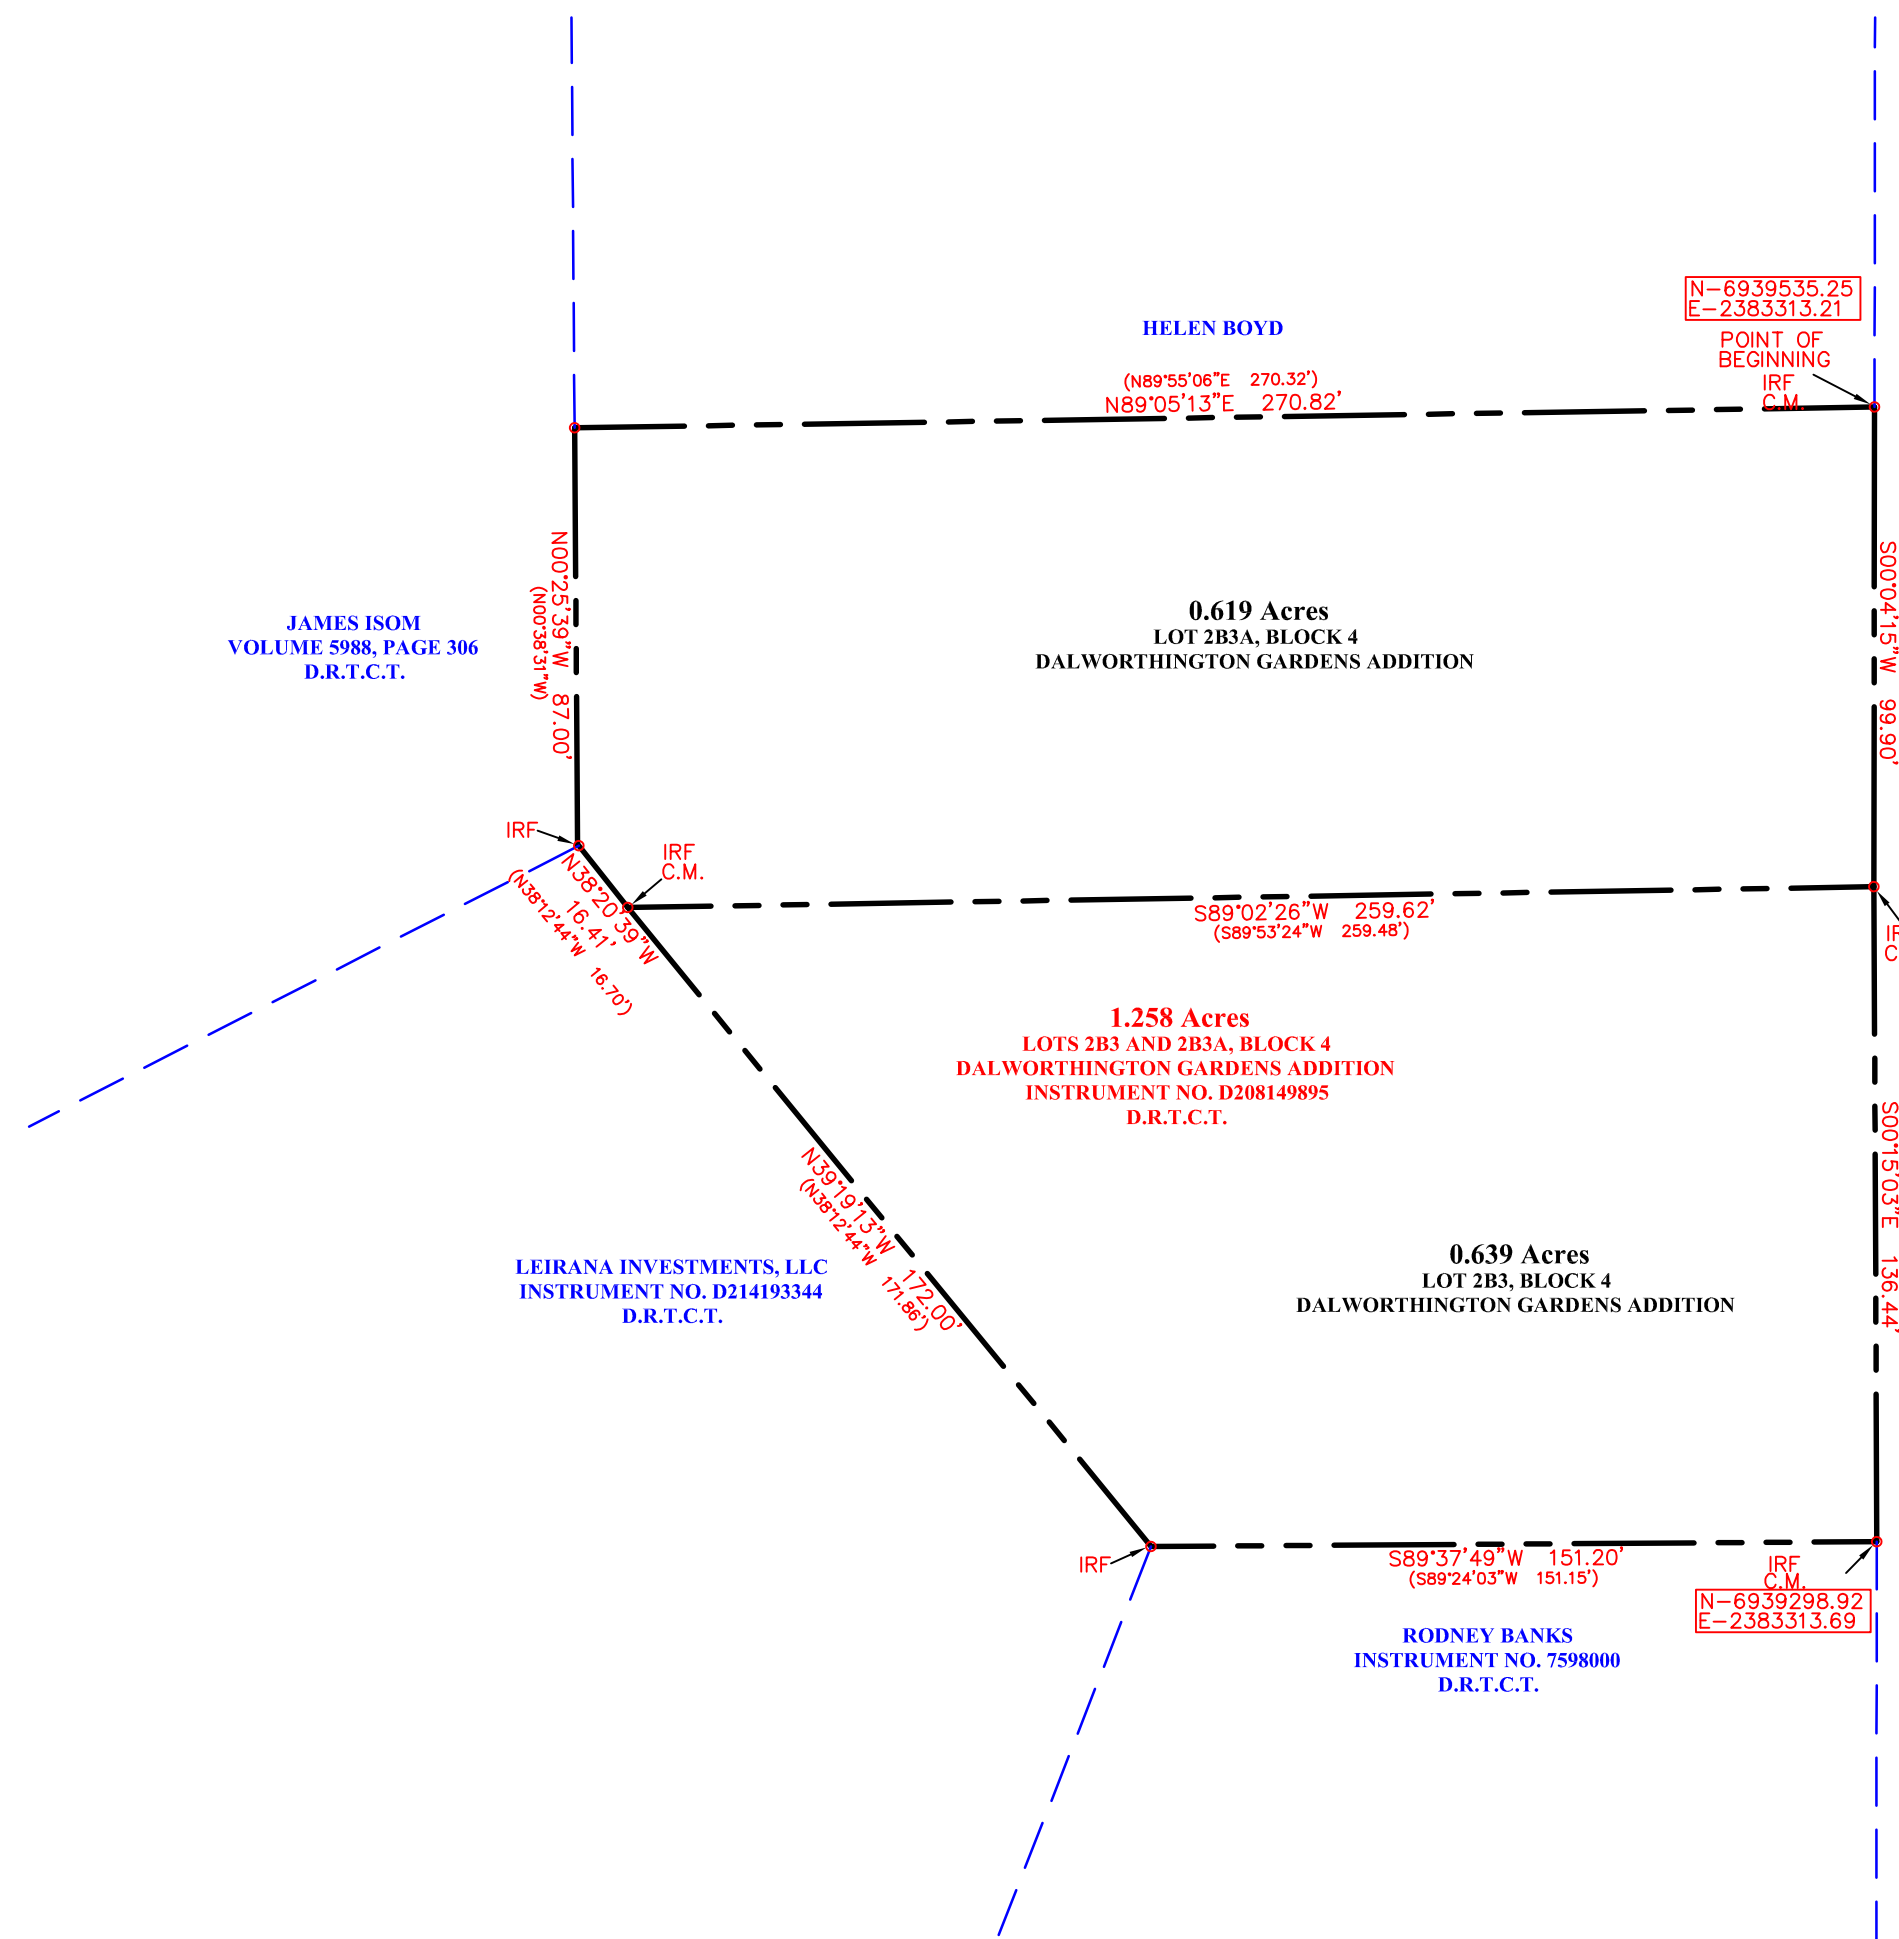 N-6939535.25
E-2383313.21
POINT OF
BEGINNING
IRF
C.M.
HELEN BOYD
(N89°55'06"E 270.32')
N89°05'13"E 270.82'
N00°25'39"W 87.00'
(N00°38'31"W)
S00°04'15"W 99.90'
0.619 Acres
LOT 2B3A, BLOCK 4
DALWORTHINGTON GARDENS ADDITION
JAMES ISOM
VOLUME 5988, PAGE 306
D.R.T.C.T.
IRF
IRF
C.M.
N38°20'39"W
16.41'
(N38°12'44"W 16.70')
S89°02'26"W 259.62'
(S89°53'24"W 259.48')
1.258 Acres
LOTS 2B3 AND 2B3A, BLOCK 4
DALWORTHINGTON GARDENS ADDITION
INSTRUMENT NO. D208149895
D.R.T.C.T.
S00°15'03"E 136.44'
N39°19'13"W 172.00'
(N38°12'44"W 171.86')
0.639 Acres
LOT 2B3, BLOCK 4
DALWORTHINGTON GARDENS ADDITION
LEIRANA INVESTMENTS, LLC
INSTRUMENT NO. D214193344
D.R.T.C.T.
IRF
S89°37'49"W 151.20'
(S89°24'03"W 151.15')
IRF
C.M.
N-6939298.92
E-2383313.69
RODNEY BANKS
INSTRUMENT NO. 7598000
D.R.T.C.T.